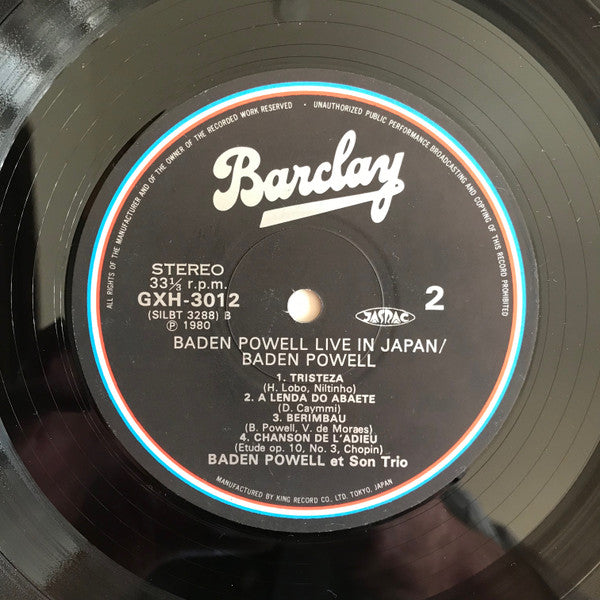 ALL RIGHTS OF THE MANUFACTURER AND OF THE OWNER OF THE RECORDED WORK RESERVED • UNAUTHORIZED PUBLIC PERFORMANCE BROADCASTING AND COPYING OF THIS RECORD PROHIBITED
Barclay
STEREO
33⅓ r.p.m.
GXH-3012
(SILBT 3288) B
Ⓟ 1980
JASRAC
2
BADEN POWELL LIVE IN JAPAN/
BADEN POWELL
1. TRISTEZA
(H. Lobo, Niltinho)
2. A LENDA DO ABAETE
(D. Caymmi)
3. BERIMBAU
(B. Powell, V. de Moraes)
4. CHANSON DE L'ADIEU
(Etude op. 10, No. 3, Chopin)
BADEN POWELL et Son Trio
MANUFACTURED BY KING RECORD CO., LTD. TOKYO, JAPAN